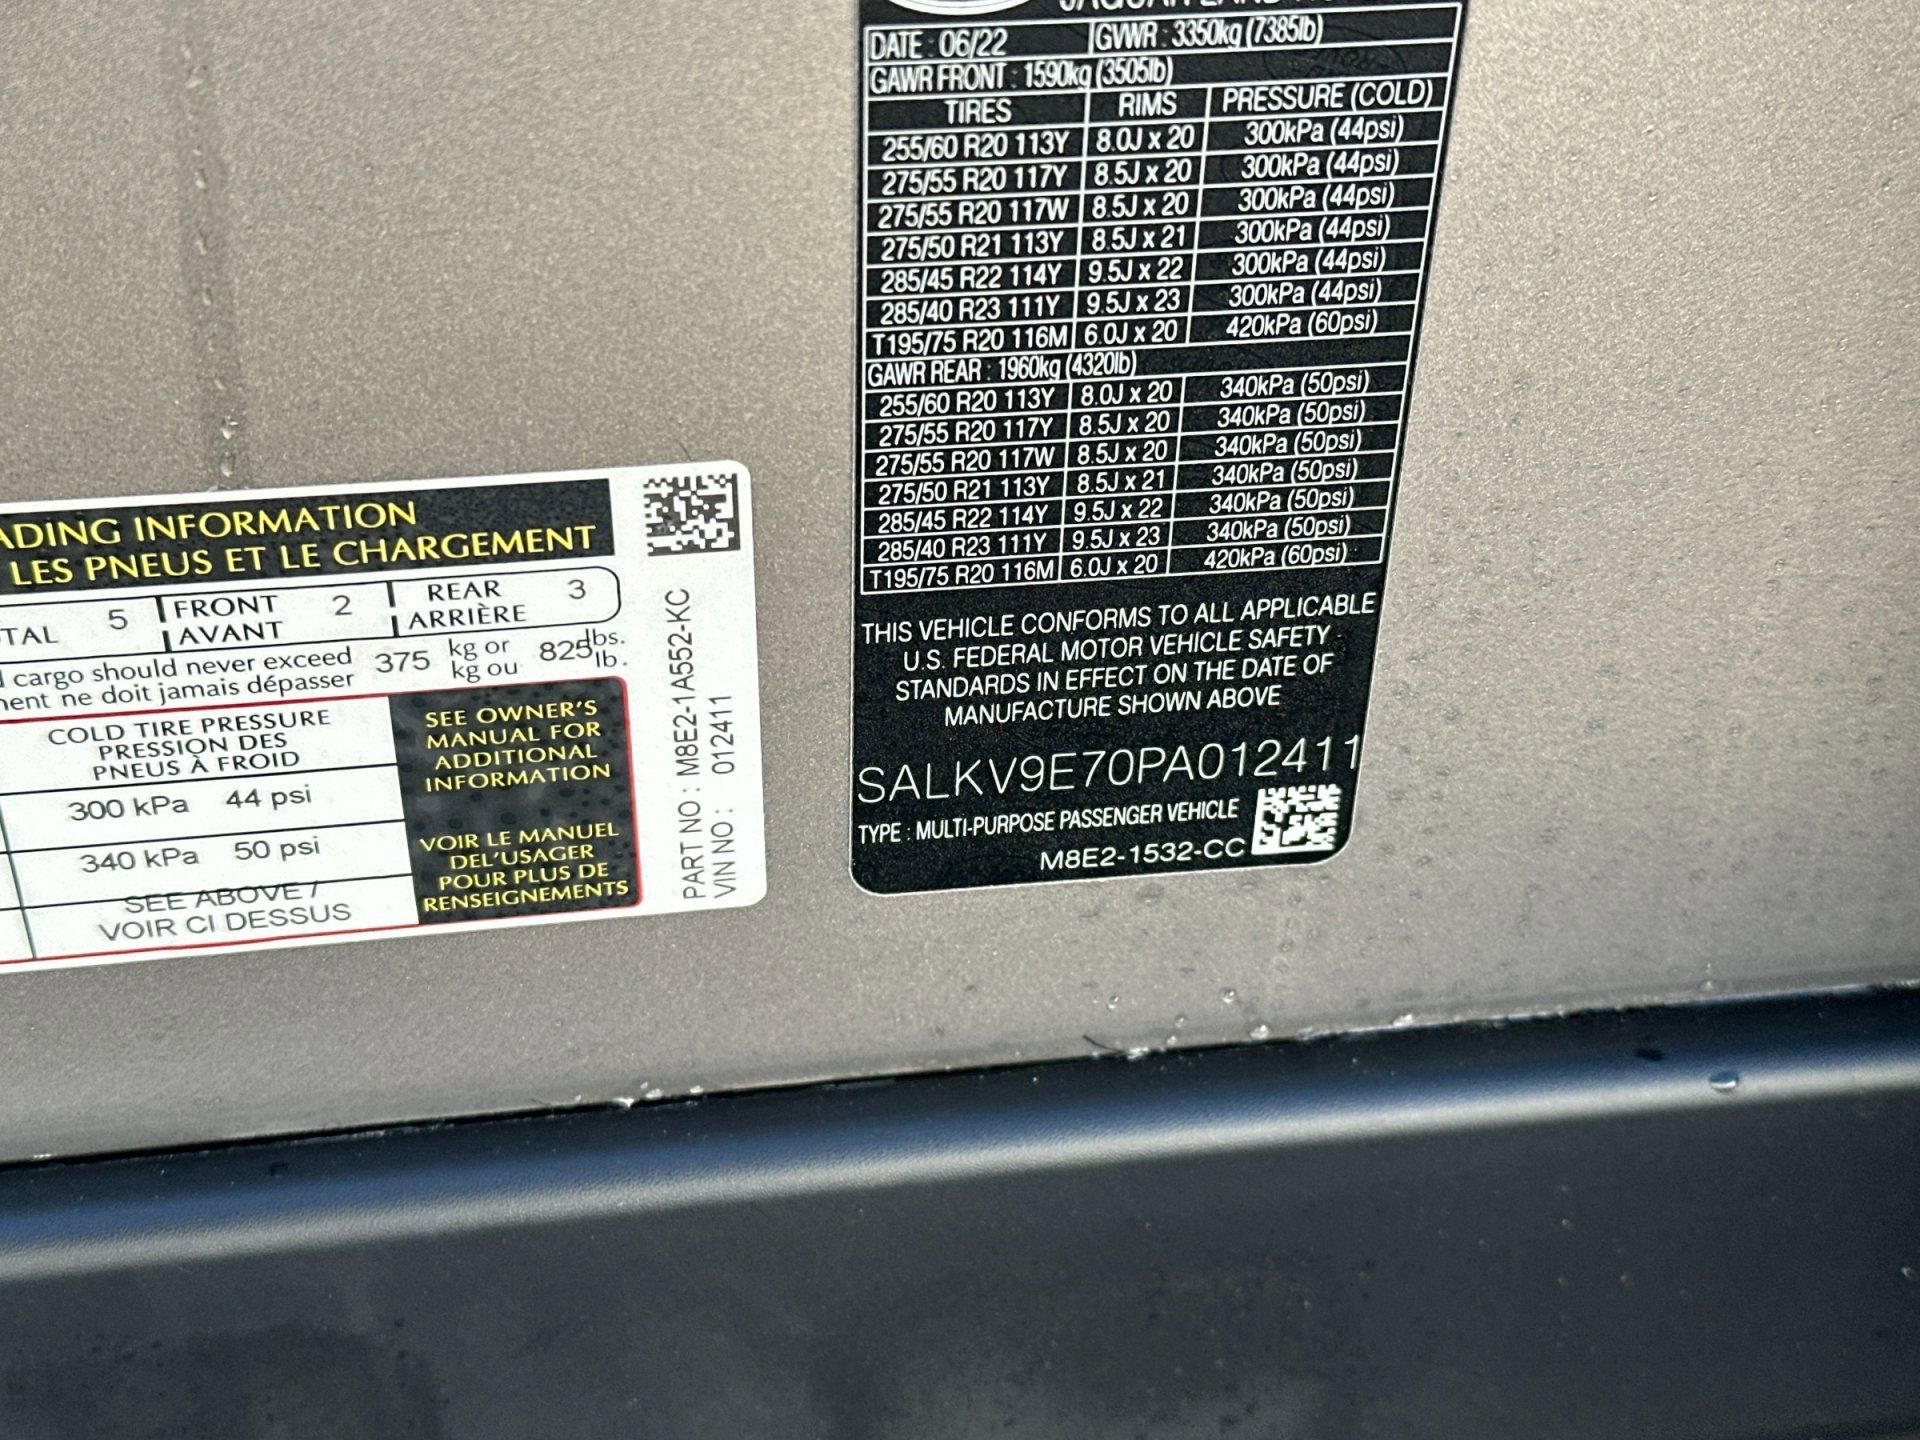 JAGUAR LAND
DATE : 06/22 GVWR : 3350kg (7385lb)
GAWR FRONT : 1590kg (3505lb)
TIRES RIMS PRESSURE (COLD)
255/60 R20 113Y 8.0J x 20 300kPa (44psi)
275/55 R20 117Y 8.5J x 20 300kPa (44psi)
275/55 R20 117W 8.5J x 20 300kPa (44psi)
275/50 R21 113Y 8.5J x 21 300kPa (44psi)
285/45 R22 114Y 9.5J x 22 300kPa (44psi)
285/40 R23 111Y 9.5J x 23 300kPa (44psi)
T195/75 R20 116M 6.0J x 20 420kPa (60psi)
GAWR REAR : 1960kg (4320lb)
255/60 R20 113Y 8.0J x 20 340kPa (50psi)
275/55 R20 117Y 8.5J x 20 340kPa (50psi)
275/55 R20 117W 8.5J x 20 340kPa (50psi)
275/50 R21 113Y 8.5J x 21 340kPa (50psi)
285/45 R22 114Y 9.5J x 22 340kPa (50psi)
285/40 R23 111Y 9.5J x 23 340kPa (50psi)
T195/75 R20 116M 6.0J x 20 420kPa (60psi)
THIS VEHICLE CONFORMS TO ALL APPLICABLE
U.S. FEDERAL MOTOR VEHICLE SAFETY
STANDARDS IN EFFECT ON THE DATE OF
MANUFACTURE SHOWN ABOVE
SALKV9E70PA012411
TYPE : MULTI-PURPOSE PASSENGER VEHICLE
M8E2-1532-CC
ADING INFORMATION
LES PNEUS ET LE CHARGEMENT
TAL 5 FRONT AVANT 2 REAR ARRIÈRE 3
cargo should never exceed 375 kg or 825 lbs.
ment ne doit jamais dépasser kg ou lb.
COLD TIRE PRESSURE
PRESSION DES
PNEUS À FROID
300 kPa 44 psi
340 kPa 50 psi
SEE ABOVE /
VOIR CI DESSUS
SEE OWNER'S
MANUAL FOR
ADDITIONAL
INFORMATION
VOIR LE MANUEL
DEL'USAGER
POUR PLUS DE
RENSEIGNEMENTS
PART NO : M8E2-1A552-KC
VIN NO : 012411